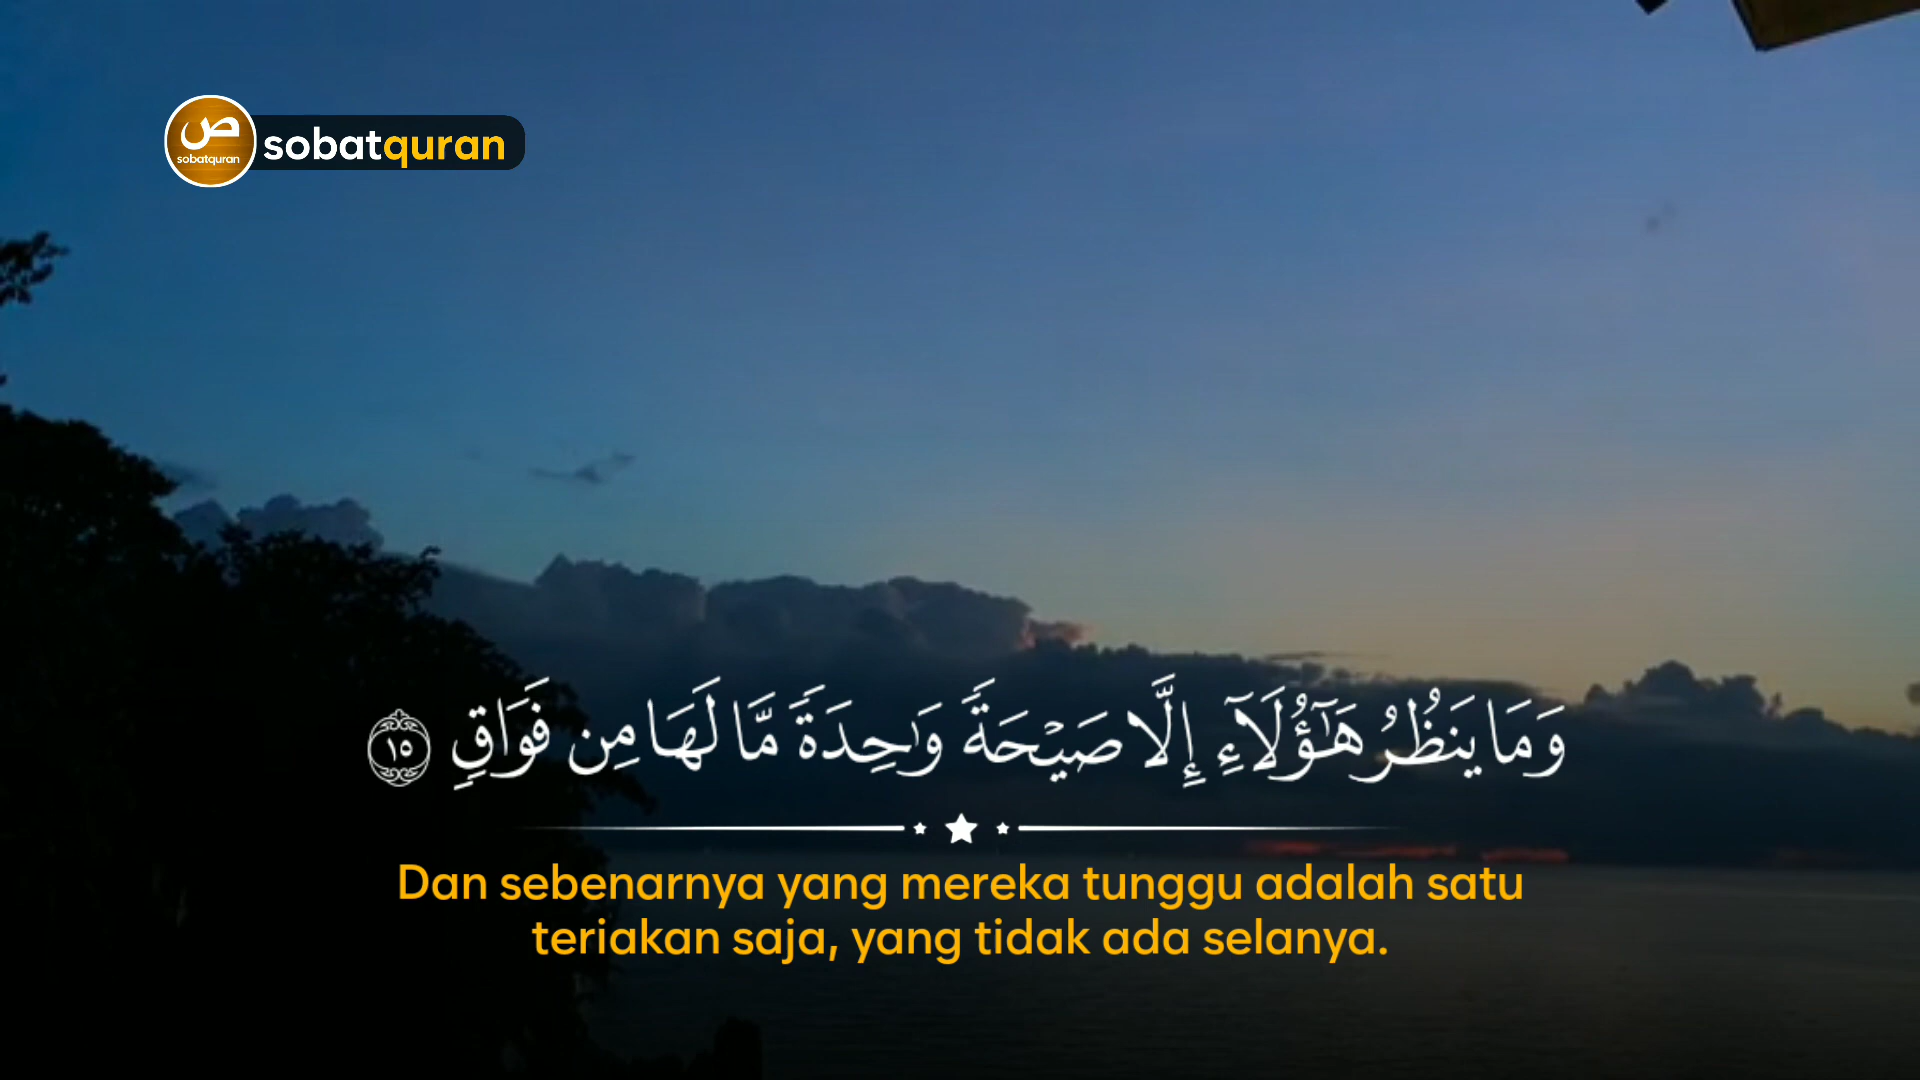 ص
sobatquran
sobatquran
وَمَا يَنظُرُ هَٰٓؤُلَآءِ إِلَّا صَيْحَةً وَٰحِدَةً مَّا لَهَا مِن فَوَاقٍ ١٥
Dan sebenarnya yang mereka tunggu adalah satu
teriakan saja, yang tidak ada selanya.